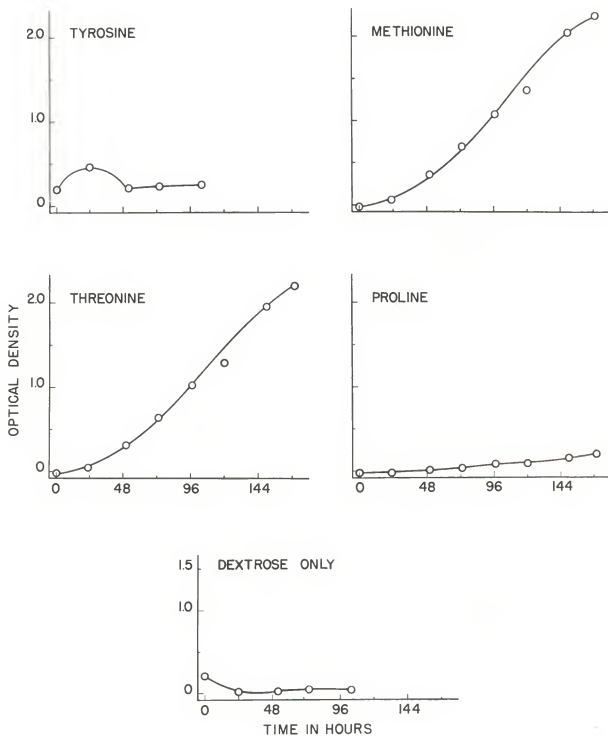 TYROSINE
2.0
1.0
0
METHIONINE
THREONINE
2.0
1.0
0
0 48 96 144
PROLINE
0 48 96 144
OPTICAL DENSITY
DEXTROSE ONLY
1.5
1.0
0
0 48 96 144
TIME IN HOURS